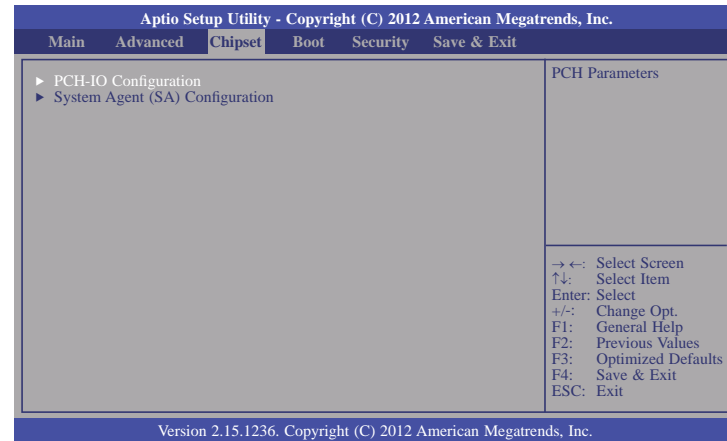 Aptio Setup Utility - Copyright (C) 2012 American Megatrends, Inc.
Main Advanced Chipset Boot Security Save & Exit
► PCH-IO Configuration
► System Agent (SA) Configuration
PCH Parameters
→←: Select Screen
↑↓: Select Item
Enter: Select
+/-: Change Opt.
F1: General Help
F2: Previous Values
F3: Optimized Defaults
F4: Save & Exit
ESC: Exit
Version 2.15.1236. Copyright (C) 2012 American Megatrends, Inc.